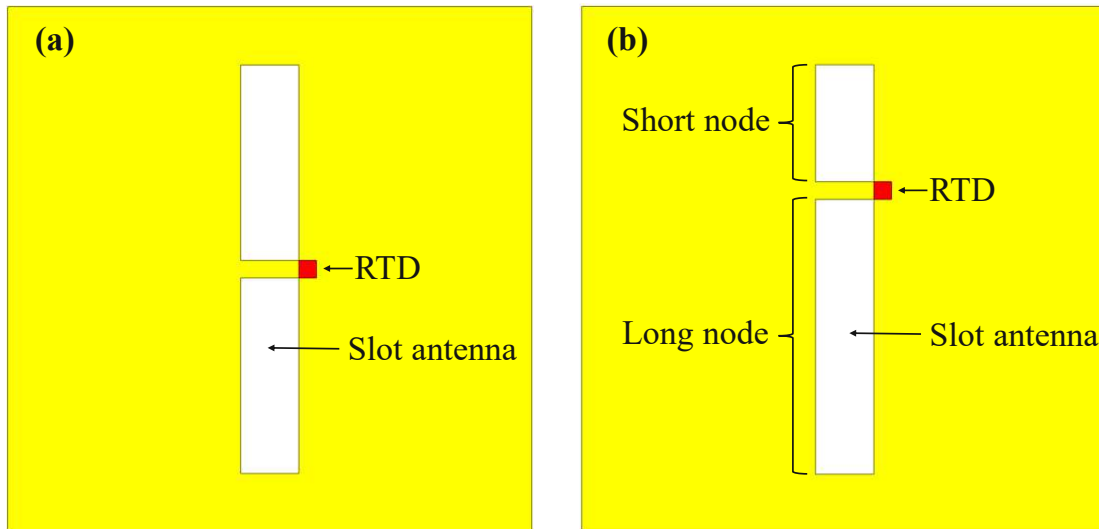 (a)
RTD
Slot antenna
(b)
Short node
RTD
Long node
Slot antenna